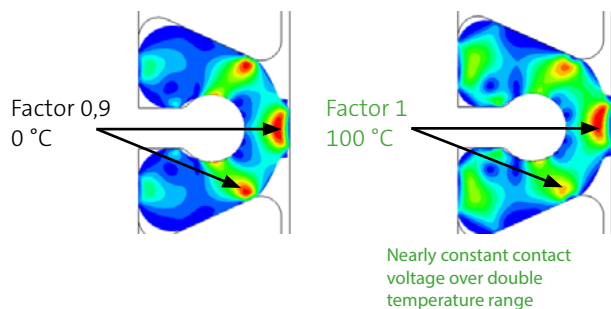 Factor 0,9
0 °C
Factor 1
100 °C
Nearly constant contact
voltage over double
temperature range